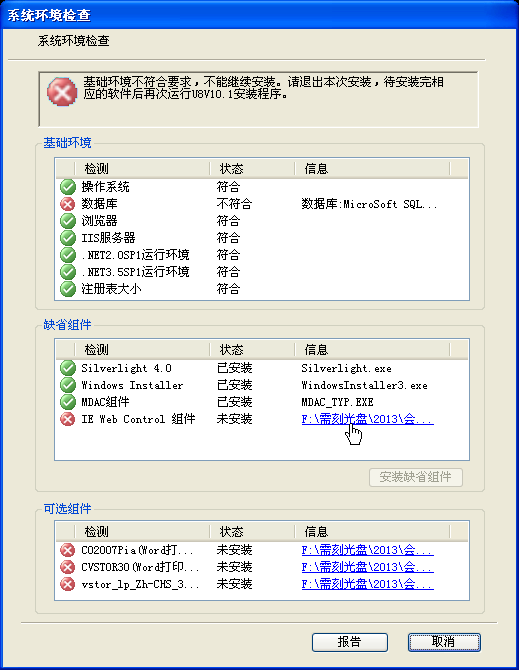 系统环境检查
系统环境检查
基础环境不符合要求，不能继续安装。请退出本次安装，待安装完相
应的软件后再次运行U8V10.1安装程序。
基础环境
检测 状态 信息
操作系统 符合
数据库 不符合 数据库:MicroSoft SQL...
浏览器 符合
IIS服务器 符合
.NET2.0SP1运行环境 符合
.NET3.5SP1运行环境 符合
注册表大小 符合
缺省组件
检测 状态 信息
Silverlight 4.0 已安装 Silverlight.exe
Windows Installer 已安装 WindowsInstaller3.exe
MDAC组件 已安装 MDAC_TYP.EXE
IE Web Control 组件 未安装 F:\需刻光盘\2013\会...
安装缺省组件
可选组件
检测 状态 信息
CO2007Pia(Word打... 未安装 F:\需刻光盘\2013\会...
CVSTOR30(Word打印... 未安装 F:\需刻光盘\2013\会...
vstor_lp_Zh-CHS_3... 未安装 F:\需刻光盘\2013\会...
报告 取消